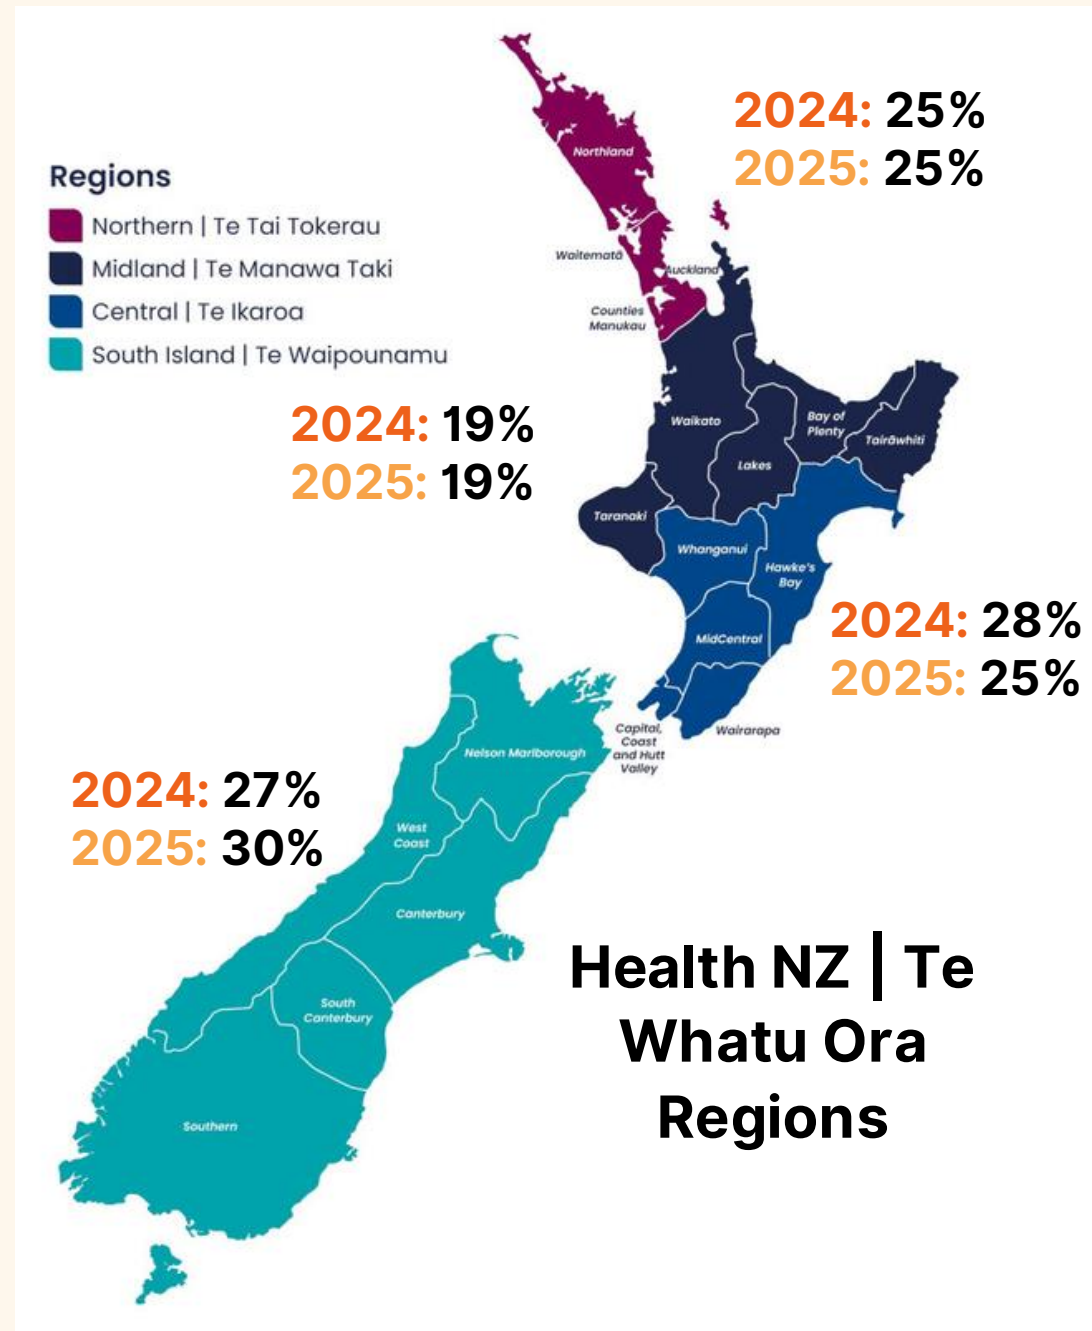 2024: 25%
2025: 25%
Regions
Northern | Te Tai Tokerau
Midland | Te Manawa Taki
Central | Te Ikaroa
South Island | Te Waipounamu
Northland
Waitematā
Auckland
Counties
Manukau
2024: 19%
2025: 19%
Waikato
Bay of
Plenty
Tairāwhiti
Lakes
Taranaki
Whanganui
Hawke's
Bay
MidCentral
2024: 28%
2025: 25%
Capital,
Coast
and Hutt
Valley
Wairarapa
Nelson Marlborough
2024: 27%
2025: 30%
West
Coast
Canterbury
South
Canterbury
Southern
Health NZ | Te
Whatu Ora
Regions